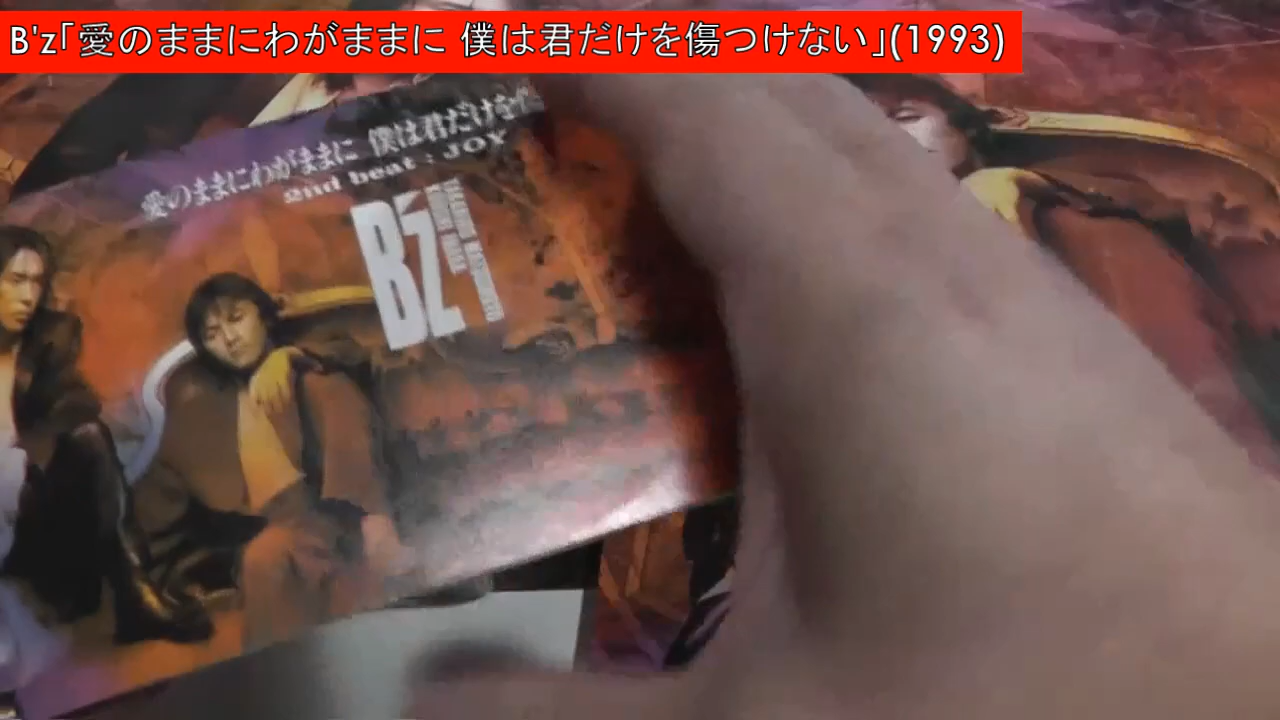 B'z「愛のままにわがままに 僕は君だけを傷つけない」(1993)
愛のままにわがままに 僕は君だけを
2nd beat : JOY
B'z